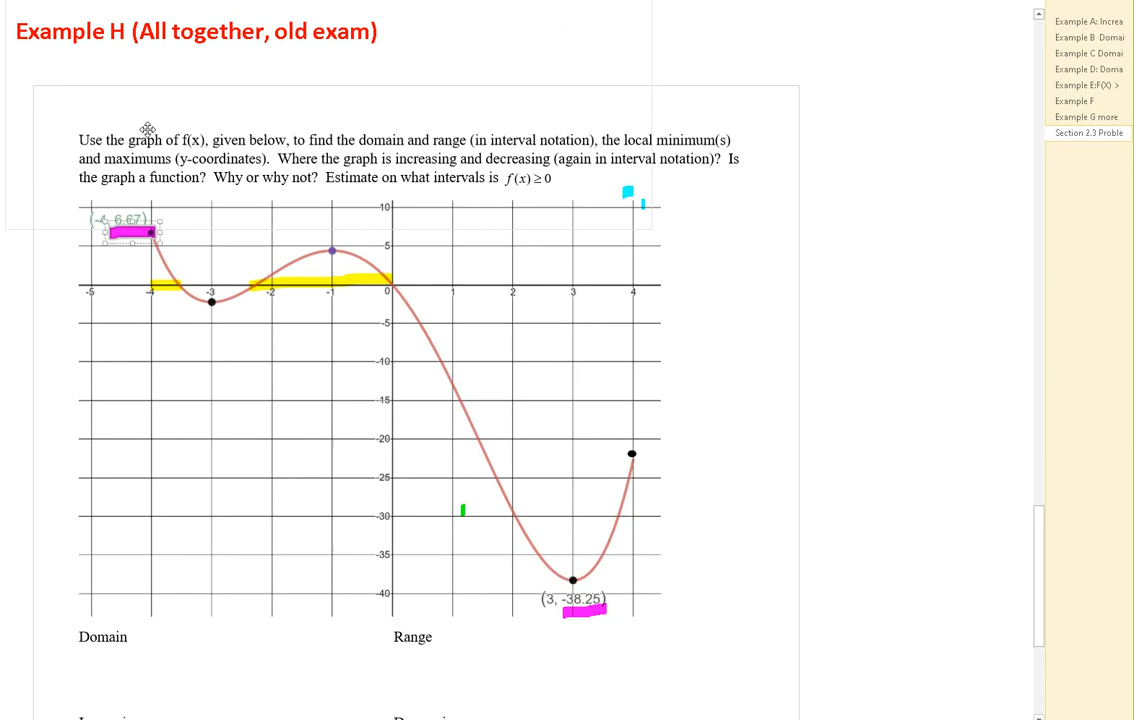 Example H (All together, old exam)
Example A: Increa
Example B Domai
Example C Domai
Example D: Doma
Example E:F(X) >
Example F
Example G more
Section 2.3 Proble
Use the graph of f(x), given below, to find the domain and range (in interval notation), the local minimum(s)
and maximums (y-coordinates). Where the graph is increasing and decreasing (again in interval notation)? Is
the graph a function? Why or why not? Estimate on what intervals is f(x) ≥ 0
(-4, 6.67)
10
5
-5 -4 -3 -2 -1 0 1 2 3 4
-5
-10
-15
-20
-25
-30
-35
-40
(3, -38.25)
Domain Range